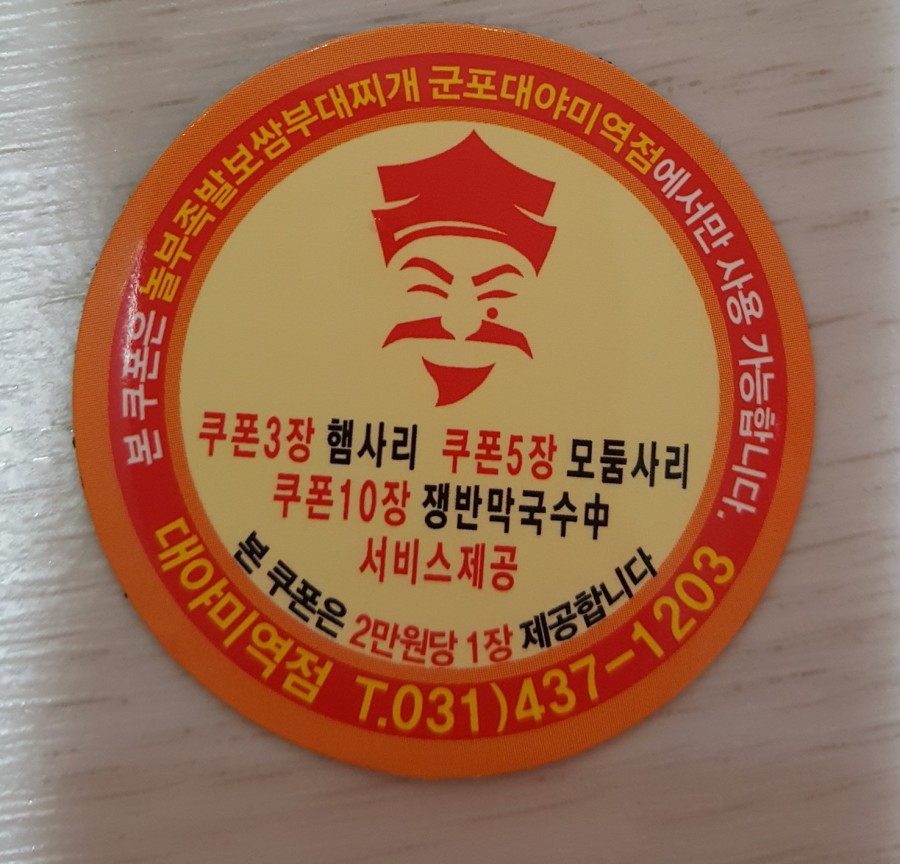 본 쿠폰은 놀부족발보쌈부대찌개 군포대야미역점에서만 사용 가능합니다.
쿠폰3장 햄사리 쿠폰5장 모둠사리
쿠폰10장 쟁반막국수中
서비스제공
본 쿠폰은 2만원당 1장 제공합니다
대야미역점 T.031)437-1203